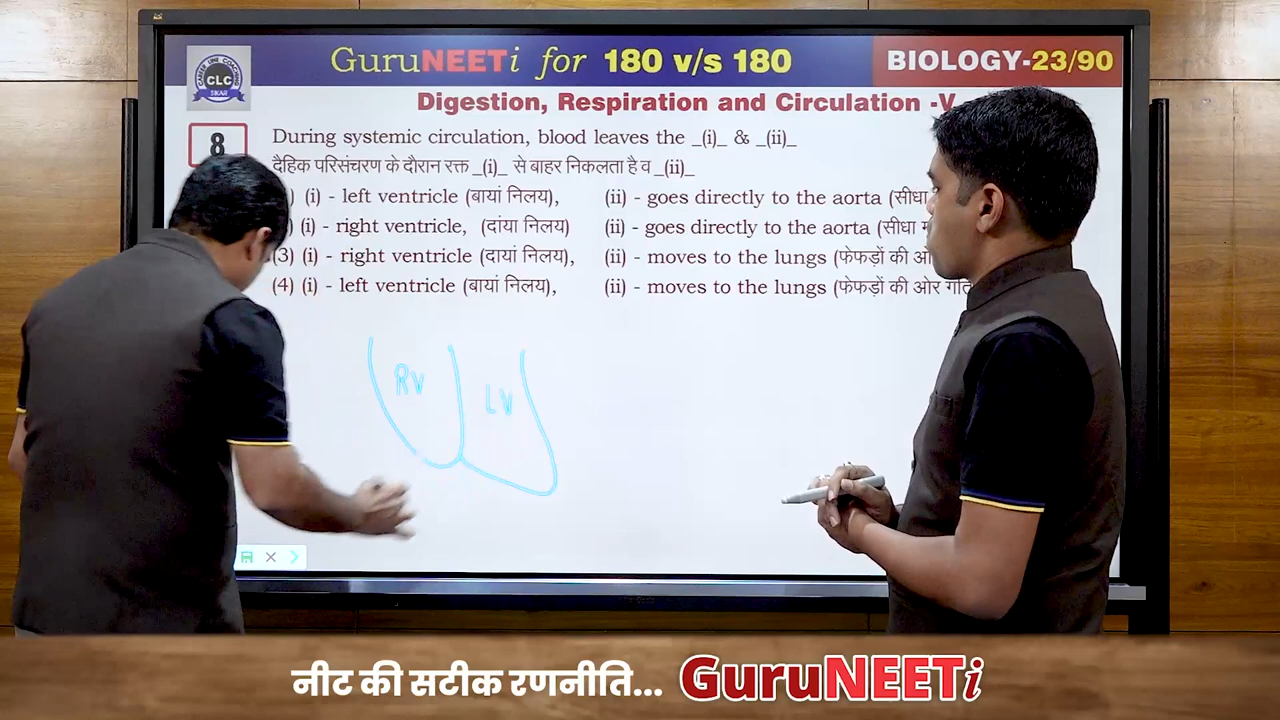 CLC
SIKAR
GuruNEETi for 180 v/s 180
BIOLOGY-23/90
Digestion, Respiration and Circulation -V
8
During systemic circulation, blood leaves the _(i)_ & _(ii)_
दैहिक परिसंचरण के दौरान रक्त _(i)_ से बाहर निकलता है व _(ii)_
(i) - left ventricle (बायां निलय), (ii) - goes directly to the aorta (सीधा
(i) - right ventricle, (दांया निलय) (ii) - goes directly to the aorta (सीधा
(3) (i) - right ventricle (दायां निलय), (ii) - moves to the lungs (फेफड़ों की
(4) (i) - left ventricle (बायां निलय), (ii) - moves to the lungs (फेफड़ों की ओर गति
RV
LV
नीट की सटीक रणनीति... GuruNEETi